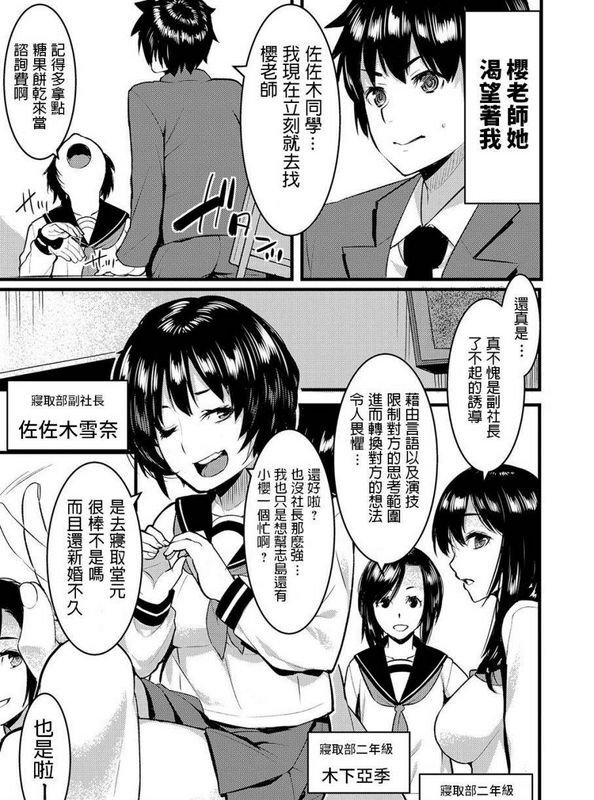 櫻老師她
渴望著我
佐佐木同學…
我現在立刻就去找
櫻老師
記得多拿點
糖果餅乾來當
諮詢費啊
還真是…
真不愧是副社長
了不起的誘導
藉由言語以及演技
限制對方的思考範圍
進而轉換對方的想法
令人畏懼…
寢取部副社長
佐佐木雪奈
還好啦?
也沒社長那麼強…
我也只是想幫志島還有
小櫻一個忙啊?
是去寢取堂元
很棒不是嗎
而且還新婚不久
也是啦ー
寢取部二年級
木下亞季
寢取部二年級